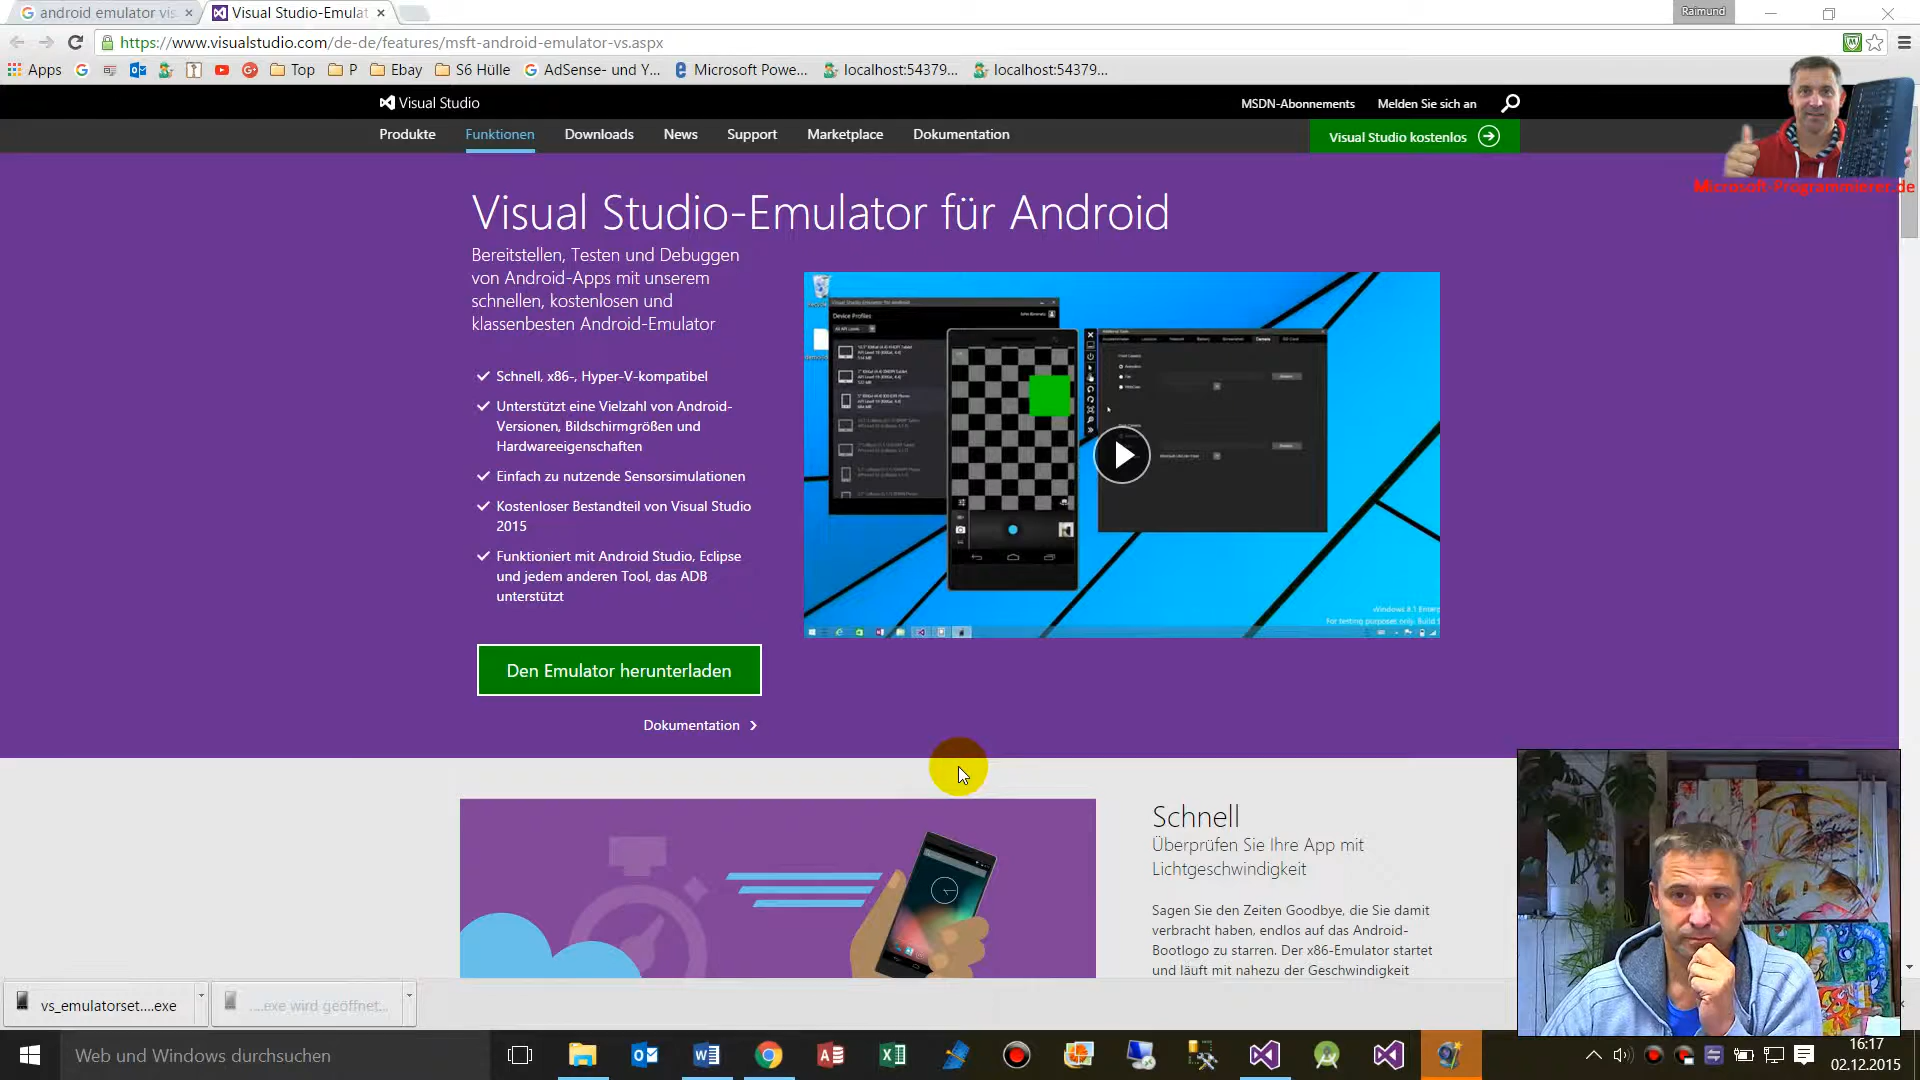 android emulator vis
Visual Studio-Emulat
Raimund
https://www.visualstudio.com/de-de/features/msft-android-emulator-vs.aspx
Apps
Top
P
Ebay
S6 Hülle
AdSense- und Y...
Microsoft Powe...
localhost:54379...
localhost:54379...
Visual Studio
MSDN-Abonnements
Melden Sie sich an
Produkte
Funktionen
Downloads
News
Support
Marketplace
Dokumentation
Visual Studio kostenlos
Microsoft-Programmierer.de
Visual Studio-Emulator für Android
Bereitstellen, Testen und Debuggen
von Android-Apps mit unserem
schnellen, kostenlosen und
klassenbesten Android-Emulator
Schnell, x86-, Hyper-V-kompatibel
Unterstützt eine Vielzahl von Android-
Versionen, Bildschirmgrößen und
Hardwareeigenschaften
Einfach zu nutzende Sensorsimulationen
Kostenloser Bestandteil von Visual Studio
2015
Funktioniert mit Android Studio, Eclipse
und jedem anderen Tool, das ADB
unterstützt
Device Profiles
Den Emulator herunterladen
Dokumentation
Schnell
Überprüfen Sie Ihre App mit
Lichtgeschwindigkeit
Sagen Sie den Zeiten Goodbye, die Sie damit
verbracht haben, endlos auf das Android-
Bootlogo zu starren. Der x86-Emulator startet
und läuft mit nahezu der Geschwindigkeit
vs_emulatorset....exe
....exe wird geöffnet...
Web und Windows durchsuchen
16:17
02.12.2015